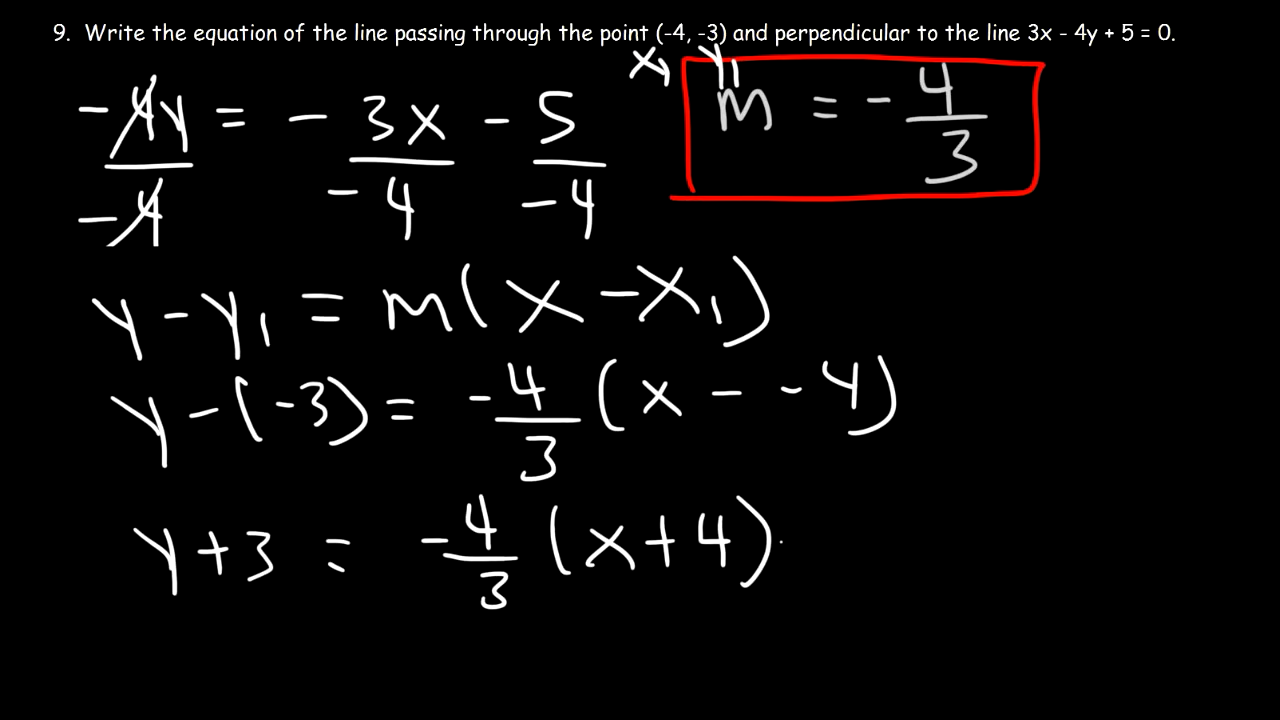 9. Write the equation of the line passing through the point (-4, -3) and perpendicular to the line 3x - 4y + 5 = 0.
x₁ y₁
-4y/-4 = - 3x/-4 - 5/-4
m = - 4/3
y - y₁ = m(x - x₁)
y - (-3) = -4/3 (x - -4)
y + 3 = -4/3 (x + 4)